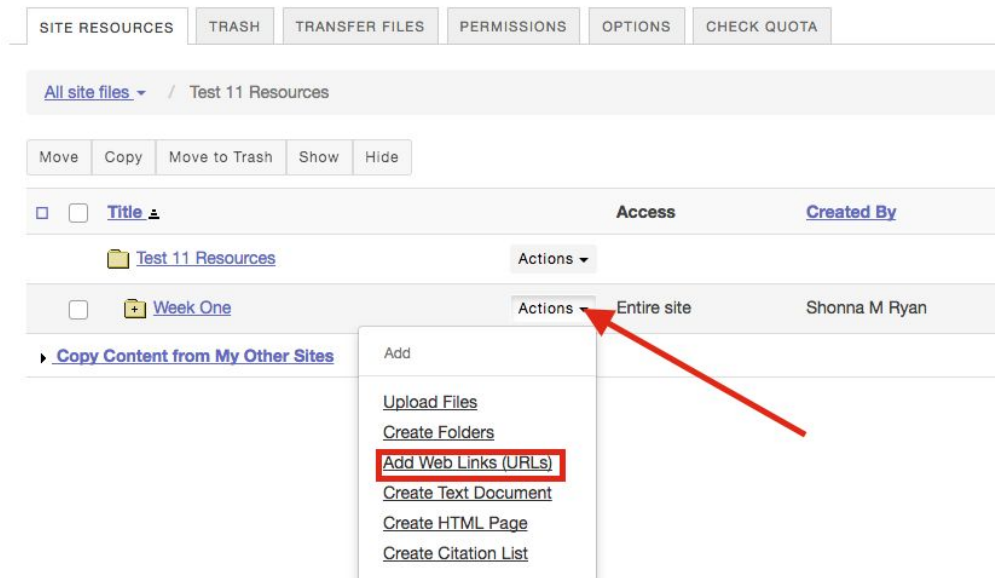 SITE RESOURCES TRASH TRANSFER FILES PERMISSIONS OPTIONS CHECK QUOTA
All site files / Test 11 Resources
Move Copy Move to Trash Show Hide
Title Access Created By
Test 11 Resources Actions
Week One Actions Entire site Shonna M Ryan
Copy Content from My Other Sites
Add
Upload Files
Create Folders
Add Web Links (URLs)
Create Text Document
Create HTML Page
Create Citation List